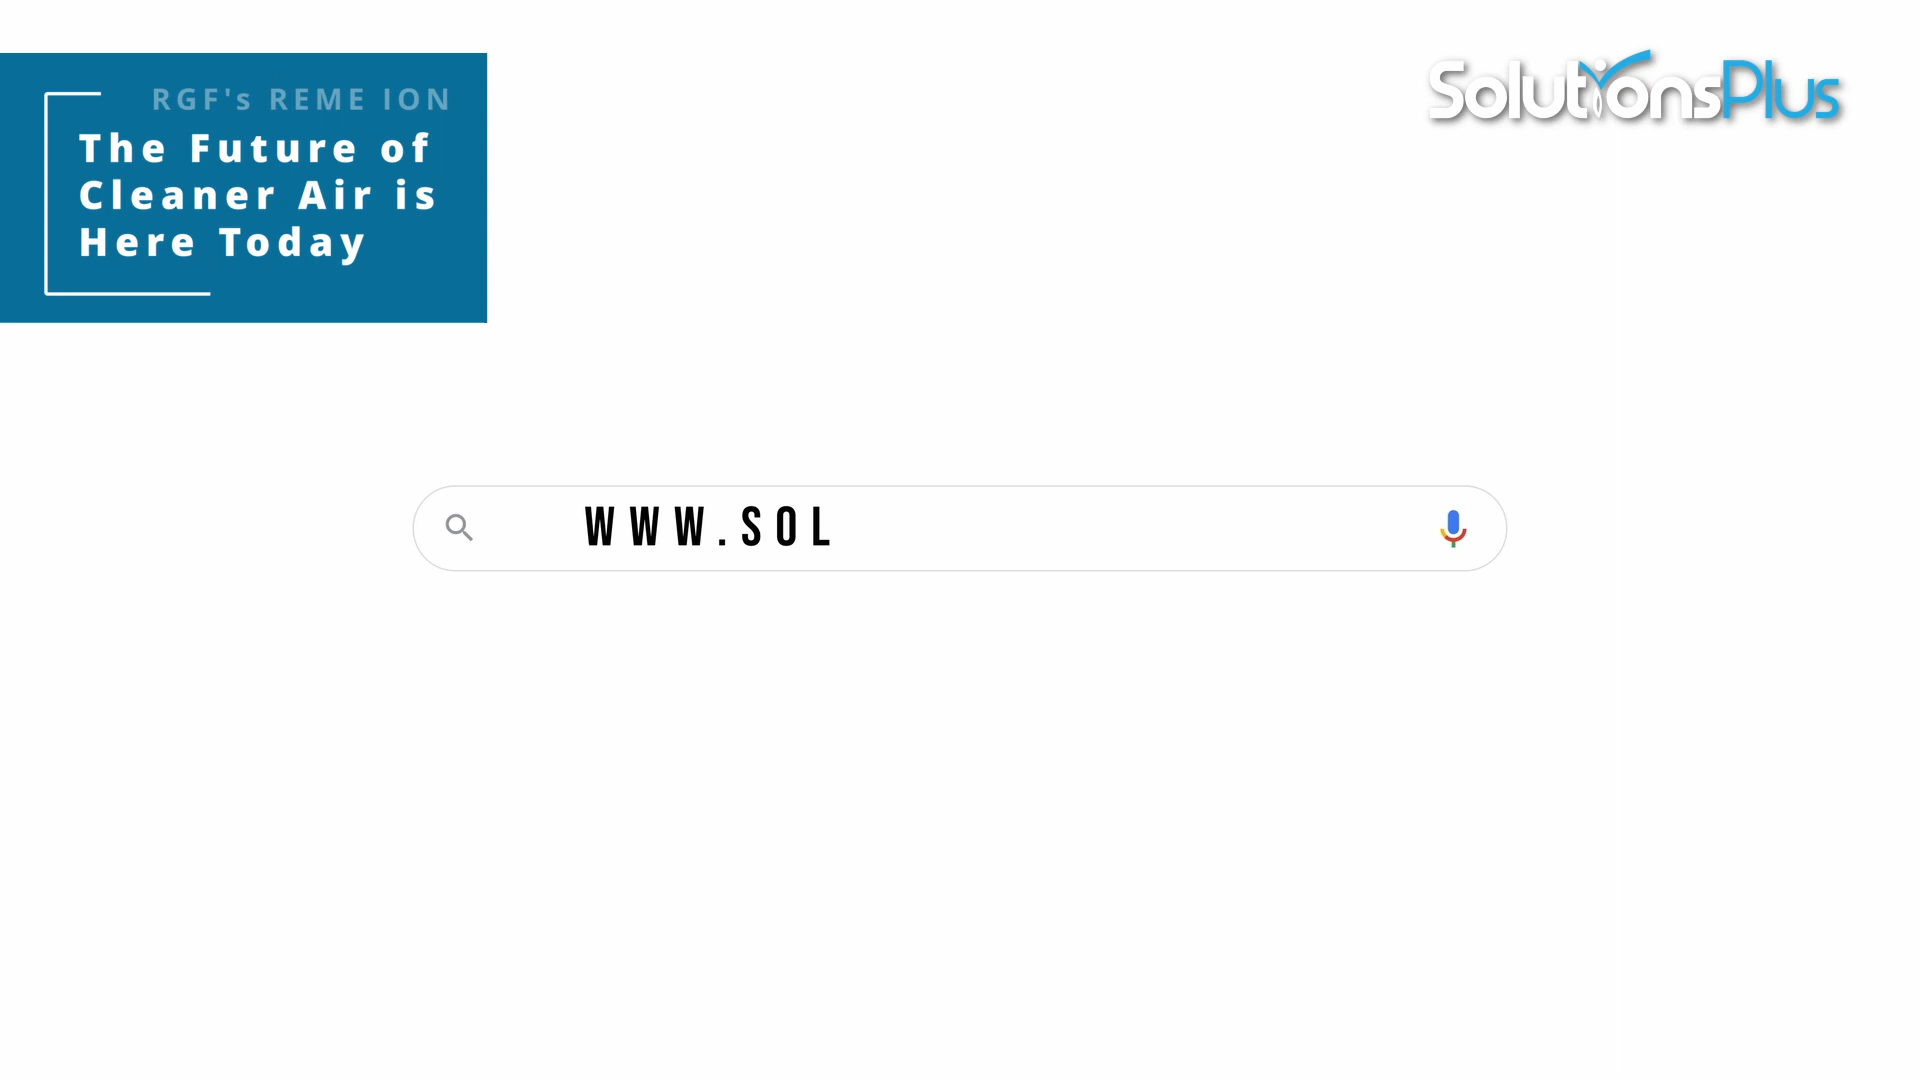 RGF's REME ION
The Future of
Cleaner Air is
Here Today
SolutionsPlus
WWW.SOL